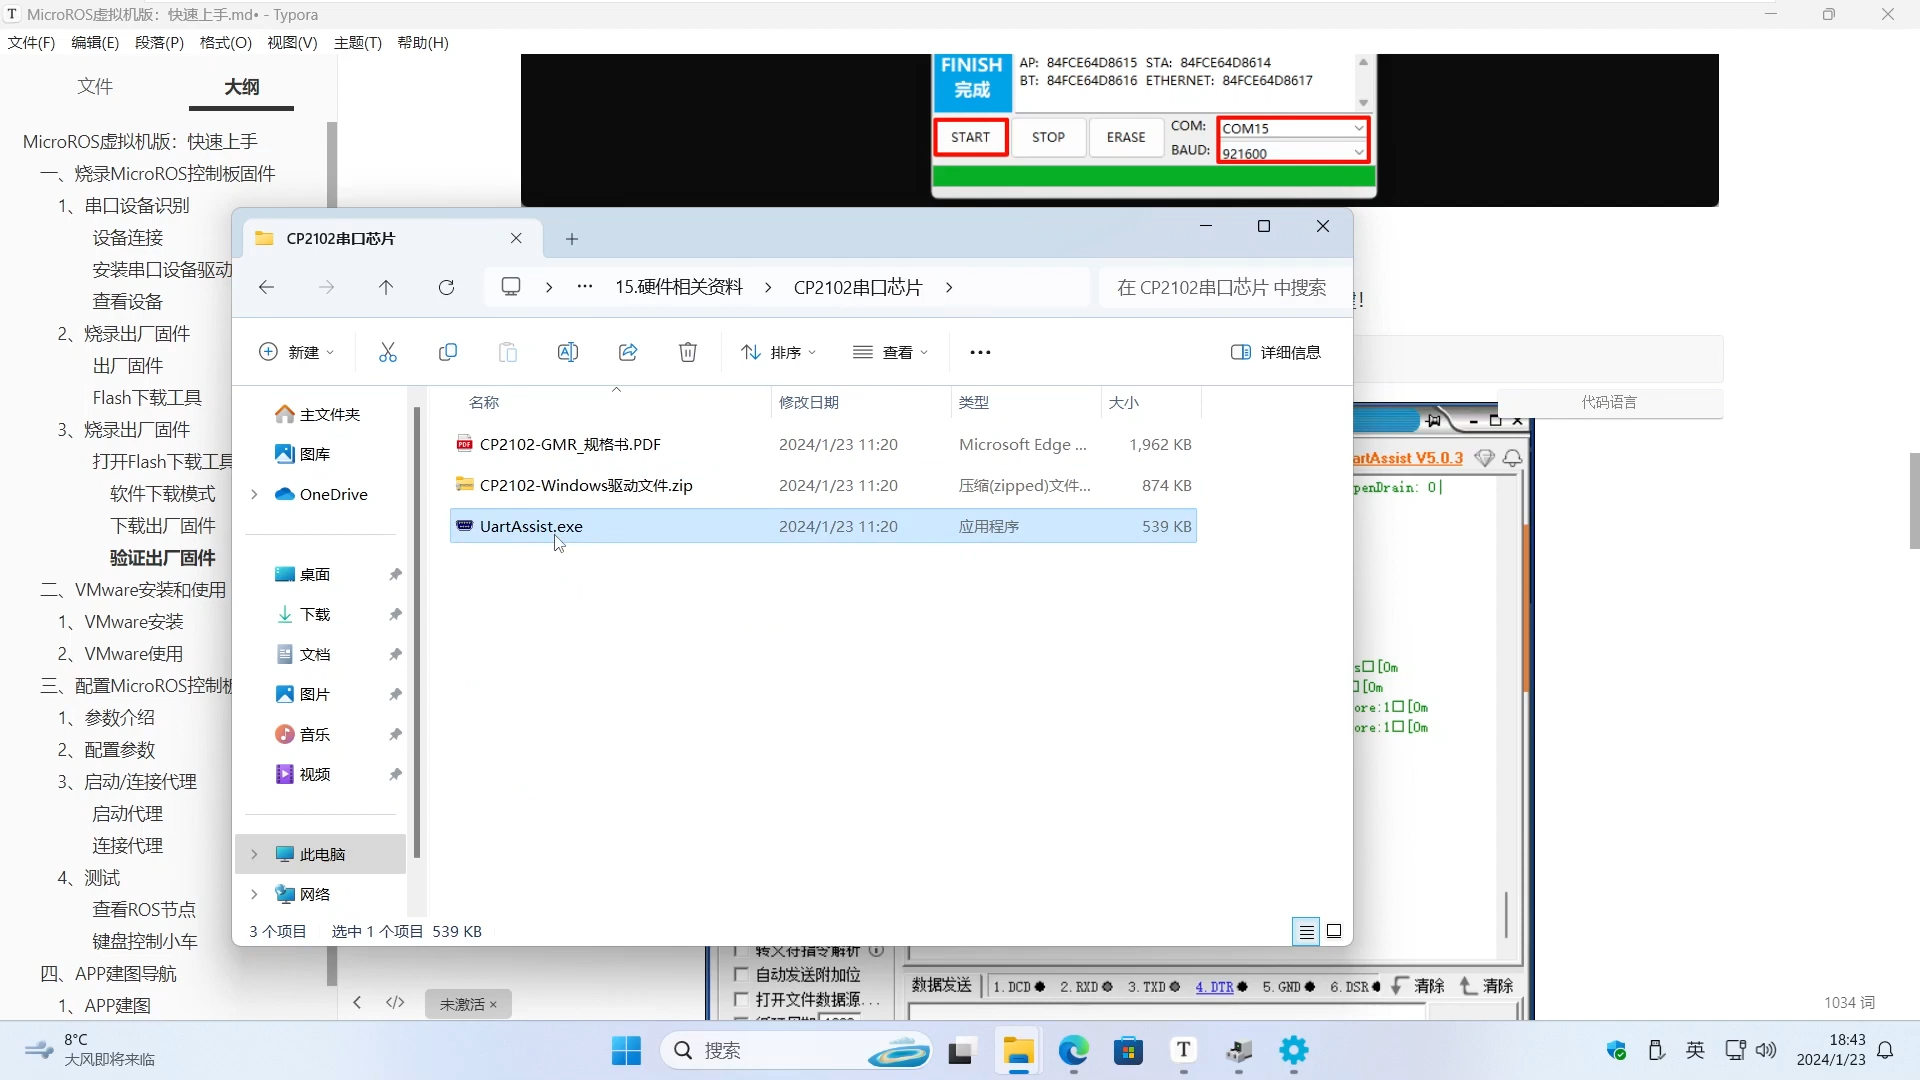 MicroROS虚拟机版：快速上手.md• - Typora
文件(F) 编辑(E) 段落(P) 格式(O) 视图(V) 主题(T) 帮助(H)
文件 大纲
MicroROS虚拟机版：快速上手
一、烧录MicroROS控制板固件
1、串口设备识别
设备连接
安装串口设备驱动
查看设备
2、烧录出厂固件
出厂固件
Flash下载工具
3、烧录出厂固件
打开Flash下载工具
软件下载模式
下载出厂固件
验证出厂固件
二、VMware安装和使用
1、VMware安装
2、VMware使用
三、配置MicroROS控制板
1、参数介绍
2、配置参数
3、启动/连接代理
启动代理
连接代理
4、测试
查看ROS节点
键盘控制小车
四、APP建图导航
1、APP建图
FINISH
完成
AP: 84FCE64D8615 STA: 84FCE64D8614
BT: 84FCE64D8616 ETHERNET: 84FCE64D8617
START STOP ERASE
COM: COM15
BAUD: 921600
CP2102串口芯片
15.硬件相关资料 CP2102串口芯片
在 CP2102串口芯片 中搜索
新建 排序 查看 详细信息
主文件夹
图库
OneDrive
桌面
下载
文档
图片
音乐
视频
此电脑
网络
名称 修改日期 类型 大小
CP2102-GMR_规格书.PDF 2024/1/23 11:20 Microsoft Edge ... 1,962 KB
CP2102-Windows驱动文件.zip 2024/1/23 11:20 压缩(zipped)文件... 874 KB
UartAssist.exe 2024/1/23 11:20 应用程序 539 KB
3 个项目 选中 1 个项目 539 KB
！
代码语言
artAssist V5.0.3
penDrain: 0|
s□[0m
□[0m
ore:1□[0m
ore:1□[0m
转义符指令解析
自动发送附加位
打开文件数据源...
数据发送 1.DCD 2.RXD 3.TXD 4.DTR 5.GND 6.DSR 清除 清除
</> 未激活 ×
1034 词
8°C
大风即将来临
搜索
英
18:43
2024/1/23